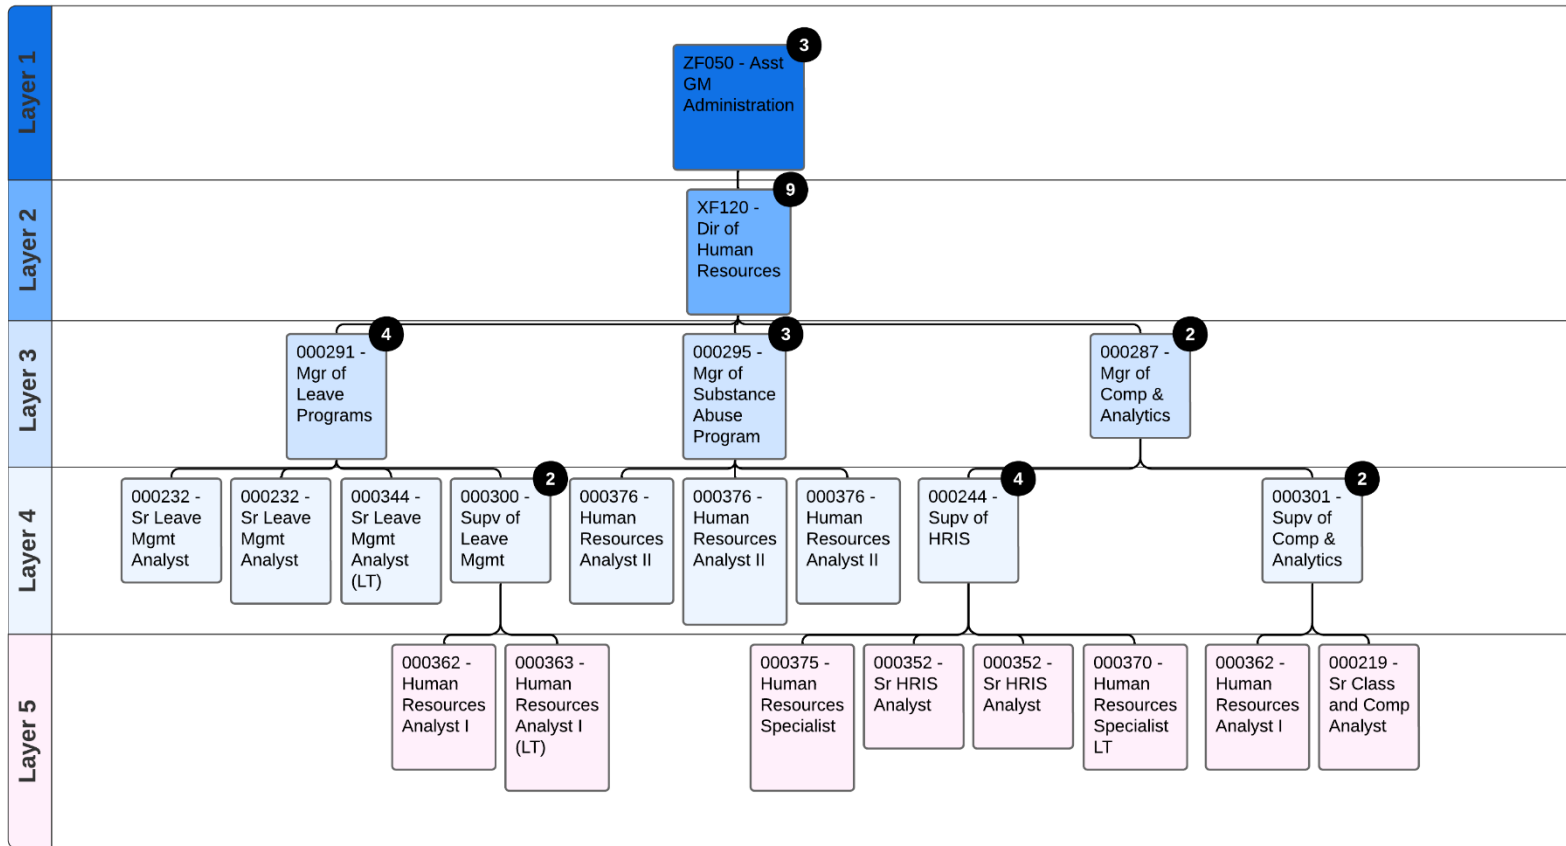 Layer 1
3
ZF050 - Asst
GM
Administration
Layer 2
9
XF120 -
Dir of
Human
Resources
Layer 3
4
000291 -
Mgr of
Leave
Programs
3
000295 -
Mgr of
Substance
Abuse
Program
2
000287 -
Mgr of
Comp &
Analytics
Layer 4
000232 -
Sr Leave
Mgmt
Analyst
000232 -
Sr Leave
Mgmt
Analyst
000344 -
Sr Leave
Mgmt
Analyst
(LT)
2
000300 -
Supv of
Leave
Mgmt
000376 -
Human
Resources
Analyst II
000376 -
Human
Resources
Analyst II
000376 -
Human
Resources
Analyst II
4
000244 -
Supv of
HRIS
2
000301 -
Supv of
Comp &
Analytics
Layer 5
000362 -
Human
Resources
Analyst I
000363 -
Human
Resources
Analyst I
(LT)
000375 -
Human
Resources
Specialist
000352 -
Sr HRIS
Analyst
000352 -
Sr HRIS
Analyst
000370 -
Human
Resources
Specialist
LT
000362 -
Human
Resources
Analyst I
000219 -
Sr Class
and Comp
Analyst